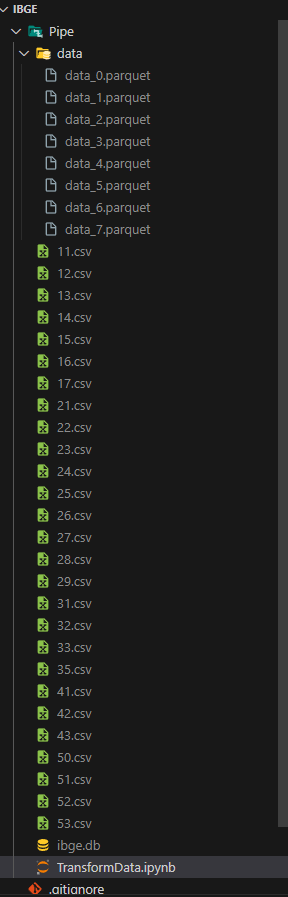 IBGE
Pipe
data
data_0.parquet
data_1.parquet
data_2.parquet
data_3.parquet
data_4.parquet
data_5.parquet
data_6.parquet
data_7.parquet
11.csv
12.csv
13.csv
14.csv
15.csv
16.csv
17.csv
21.csv
22.csv
23.csv
24.csv
25.csv
26.csv
27.csv
28.csv
29.csv
31.csv
32.csv
33.csv
35.csv
41.csv
42.csv
43.csv
50.csv
51.csv
52.csv
53.csv
ibge.db
TransformData.ipynb
.gitignore